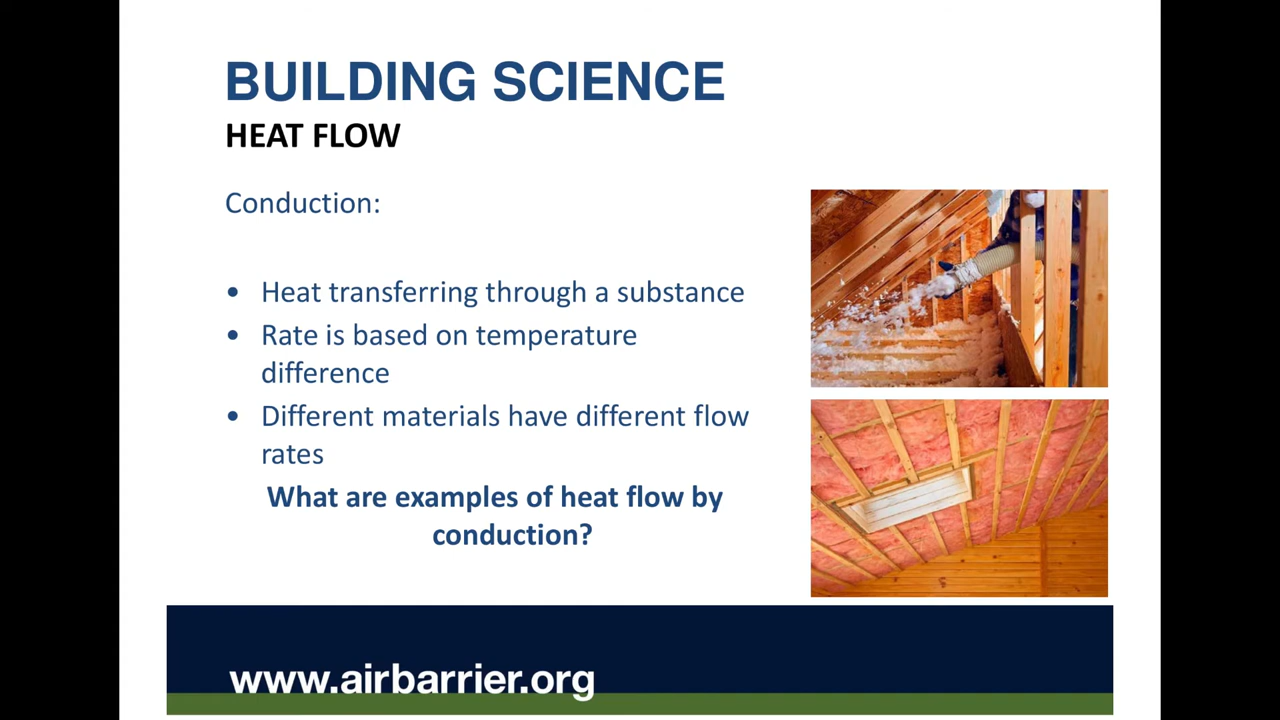 BUILDING SCIENCE
HEAT FLOW
Conduction:
• Heat transferring through a substance
• Rate is based on temperature
difference
• Different materials have different flow
rates
What are examples of heat flow by
conduction?
www.airbarrier.org